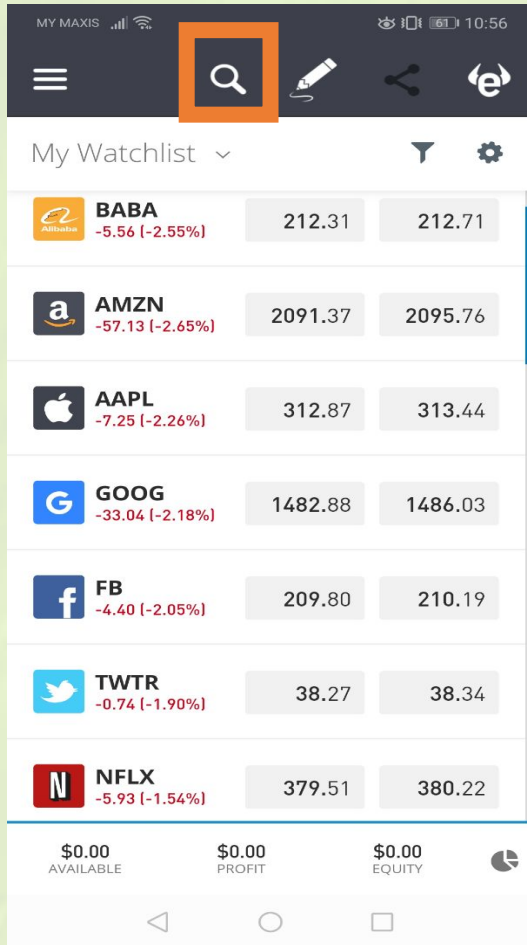 MY MAXIS 61 10:56
e
My Watchlist
Alibaba
BABA 212.31 212.71
-5.56 (-2.55%)
a AMZN 2091.37 2095.76
-57.13 (-2.65%)
AAPL 312.87 313.44
-7.25 (-2.26%)
G GOOG 1482.88 1486.03
-33.04 (-2.18%)
f FB 209.80 210.19
-4.40 (-2.05%)
TWTR 38.27 38.34
-0.74 (-1.90%)
N NFLX 379.51 380.22
-5.93 (-1.54%)
$0.00 $0.00 $0.00
AVAILABLE PROFIT EQUITY